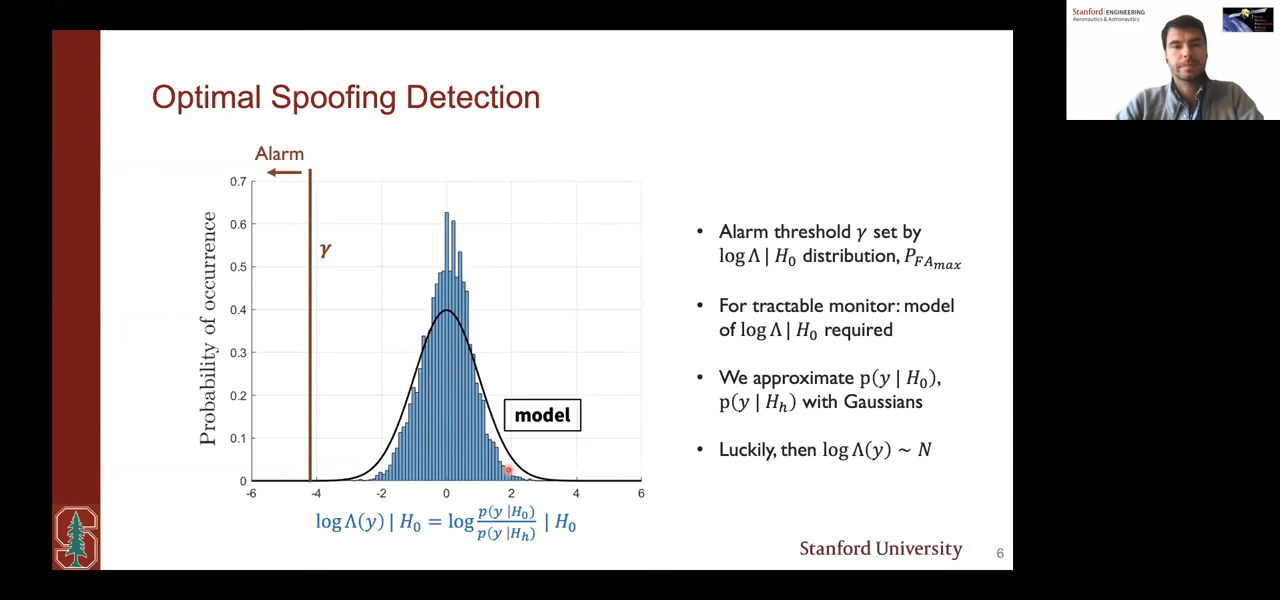 Stanford ENGINEERING
Aeronautics & Astronautics
Optimal Spoofing Detection
Alarm
γ
Probability of occurrence
0.7
0.6
0.5
0.4
0.3
0.2
0.1
0
-6 -4 -2 0 2 4 6
model
log Λ(y) | H₀ = log p(y |H₀) / p(y |Hₕ) | H₀
• Alarm threshold γ set by
log Λ | H₀ distribution, P_FA_max
• For tractable monitor: model
of log Λ | H₀ required
• We approximate p(y | H₀),
p(y | Hₕ) with Gaussians
• Luckily, then log Λ(y) ~ N
S
Stanford University
6